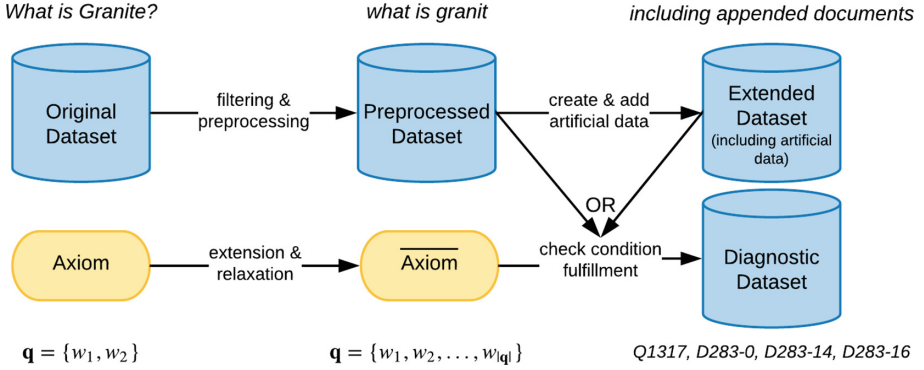 What is Granite?
what is granit
including appended documents
Original
Dataset
filtering &
preprocessing
Preprocessed
Dataset
create & add
artificial data
Extended
Dataset
(including artificial
data)
OR
Axiom
extension &
relaxation
Axiom
check condition
fulfillment
Diagnostic
Dataset
q = {w₁, w₂}
q = {w₁, w₂, . . . , w|q|}
Q1317, D283-0, D283-14, D283-16